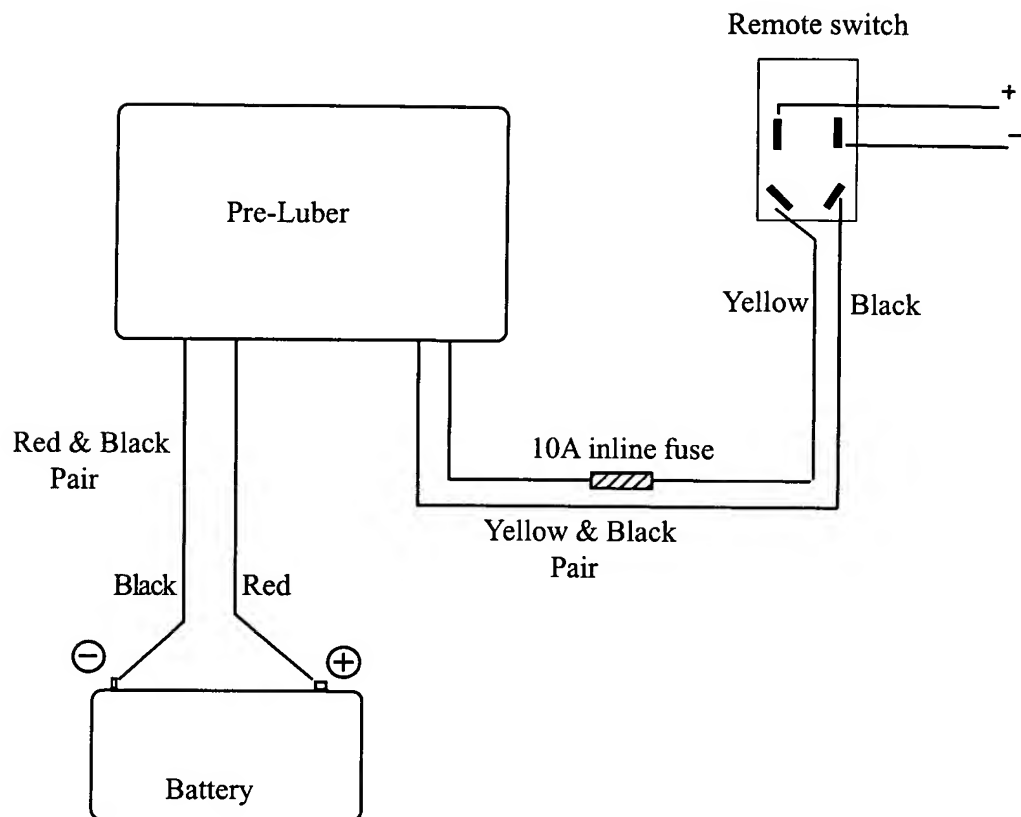 Remote switch
+
−
Pre-Luber
Yellow
Black
Red & Black
Pair
10A inline fuse
Yellow & Black
Pair
Black
Red
−
+
Battery